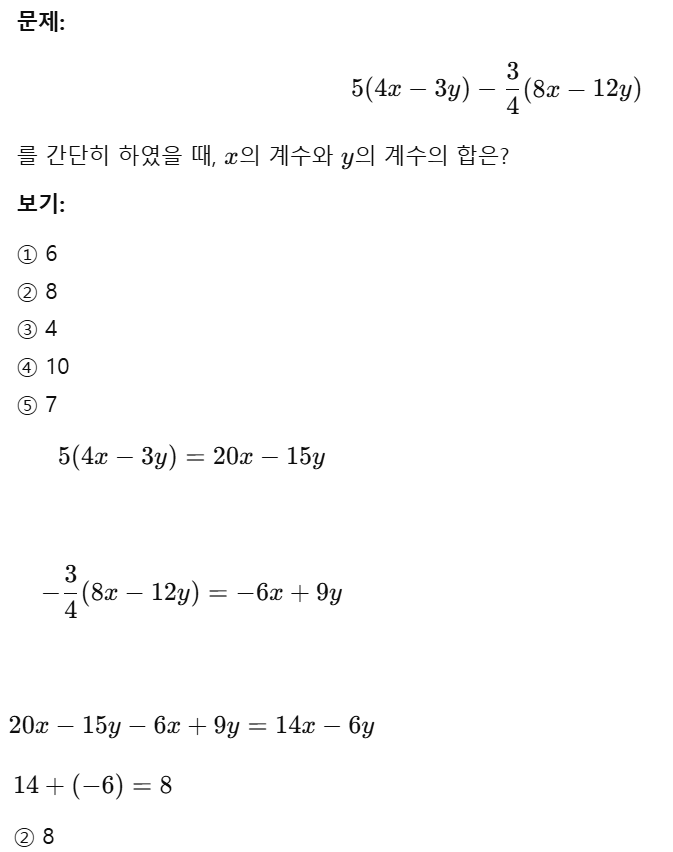 문제:
5(4x − 3y) − \frac{3}{4}(8x − 12y)
를 간단히 하였을 때, x의 계수와 y의 계수의 합은?
보기:
① 6
② 8
③ 4
④ 10
⑤ 7
5(4x − 3y) = 20x − 15y
−\frac{3}{4}(8x − 12y) = −6x + 9y
20x − 15y − 6x + 9y = 14x − 6y
14 + (−6) = 8
② 8